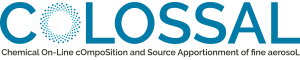 COLOSSAL
Chemical On-Line cOmpoSition and Source Apportionment of fine aerosoL